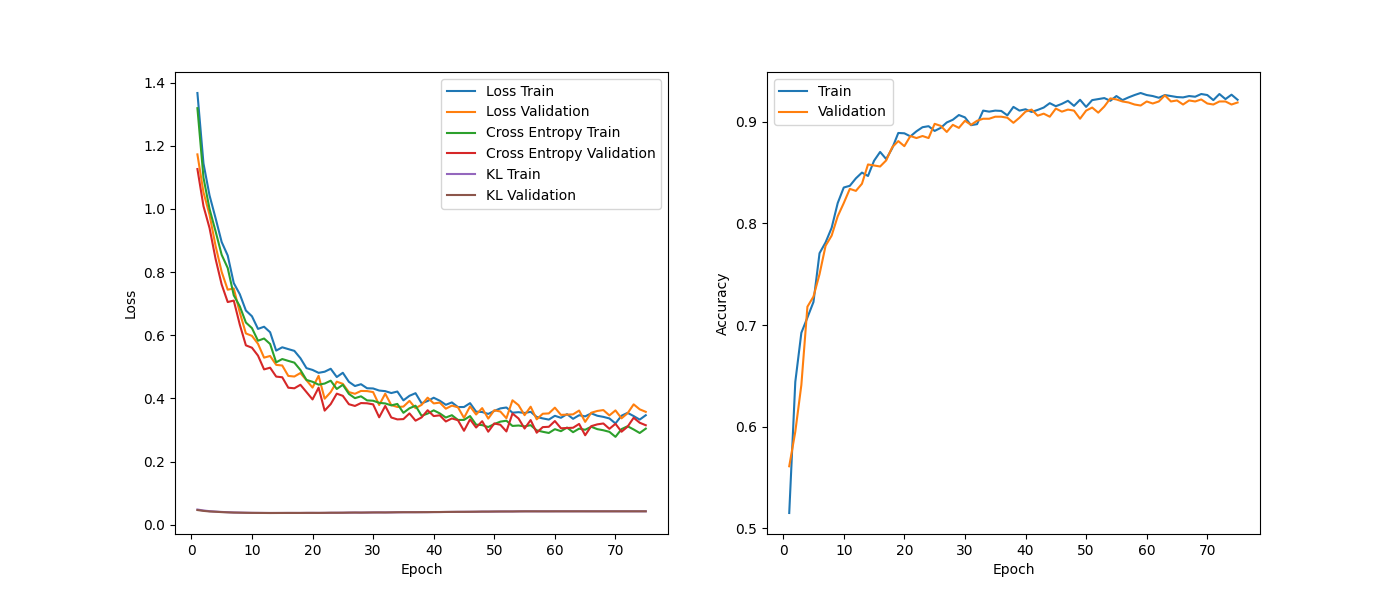 Loss Train
Loss Validation
Cross Entropy Train
Cross Entropy Validation
KL Train
KL Validation
1.4
1.2
1.0
0.8
0.6
0.4
0.2
0.0
Loss
0 10 20 30 40 50 60 70
Epoch
Train
Validation
0.9
0.8
0.7
0.6
0.5
Accuracy
0 10 20 30 40 50 60 70
Epoch